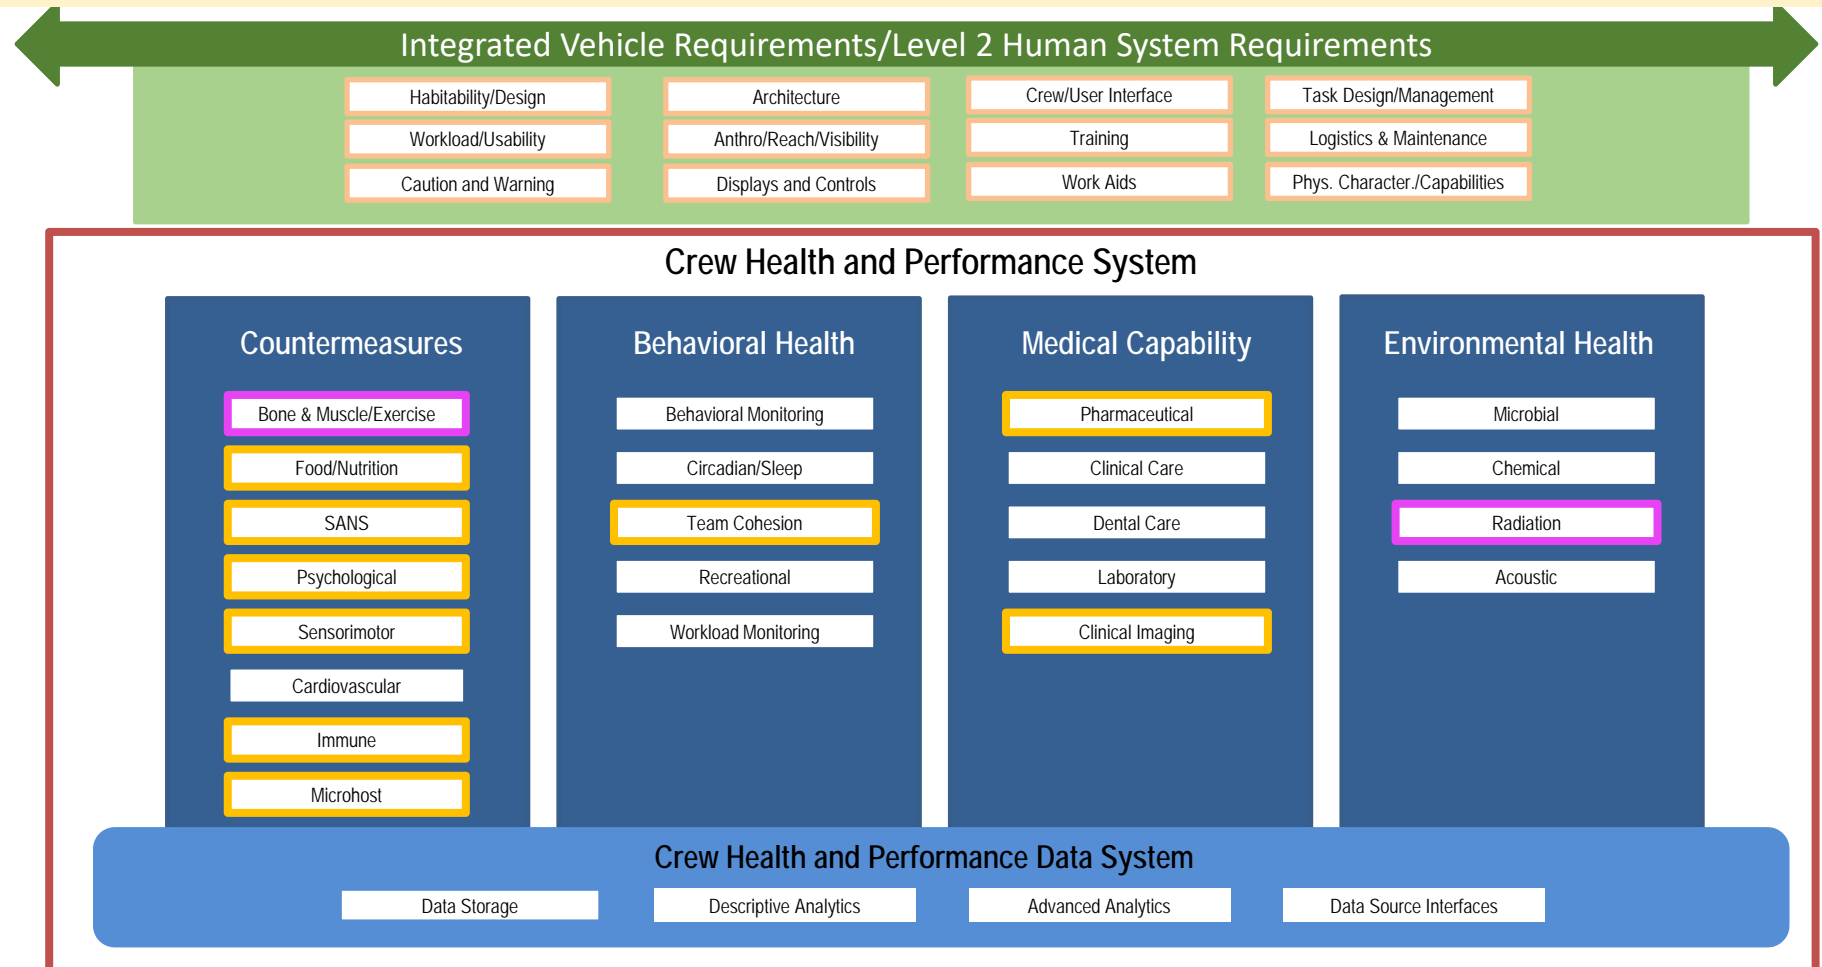 Integrated Vehicle Requirements/Level 2 Human System Requirements
Habitability/Design
Architecture
Crew/User Interface
Task Design/Management
Workload/Usability
Anthro/Reach/Visibility
Training
Logistics & Maintenance
Caution and Warning
Displays and Controls
Work Aids
Phys. Character./Capabilities
Crew Health and Performance System
Countermeasures
Bone & Muscle/Exercise
Food/Nutrition
SANS
Psychological
Sensorimotor
Cardiovascular
Immune
Microhost
Behavioral Health
Behavioral Monitoring
Circadian/Sleep
Team Cohesion
Recreational
Workload Monitoring
Medical Capability
Pharmaceutical
Clinical Care
Dental Care
Laboratory
Clinical Imaging
Environmental Health
Microbial
Chemical
Radiation
Acoustic
Crew Health and Performance Data System
Data Storage
Descriptive Analytics
Advanced Analytics
Data Source Interfaces